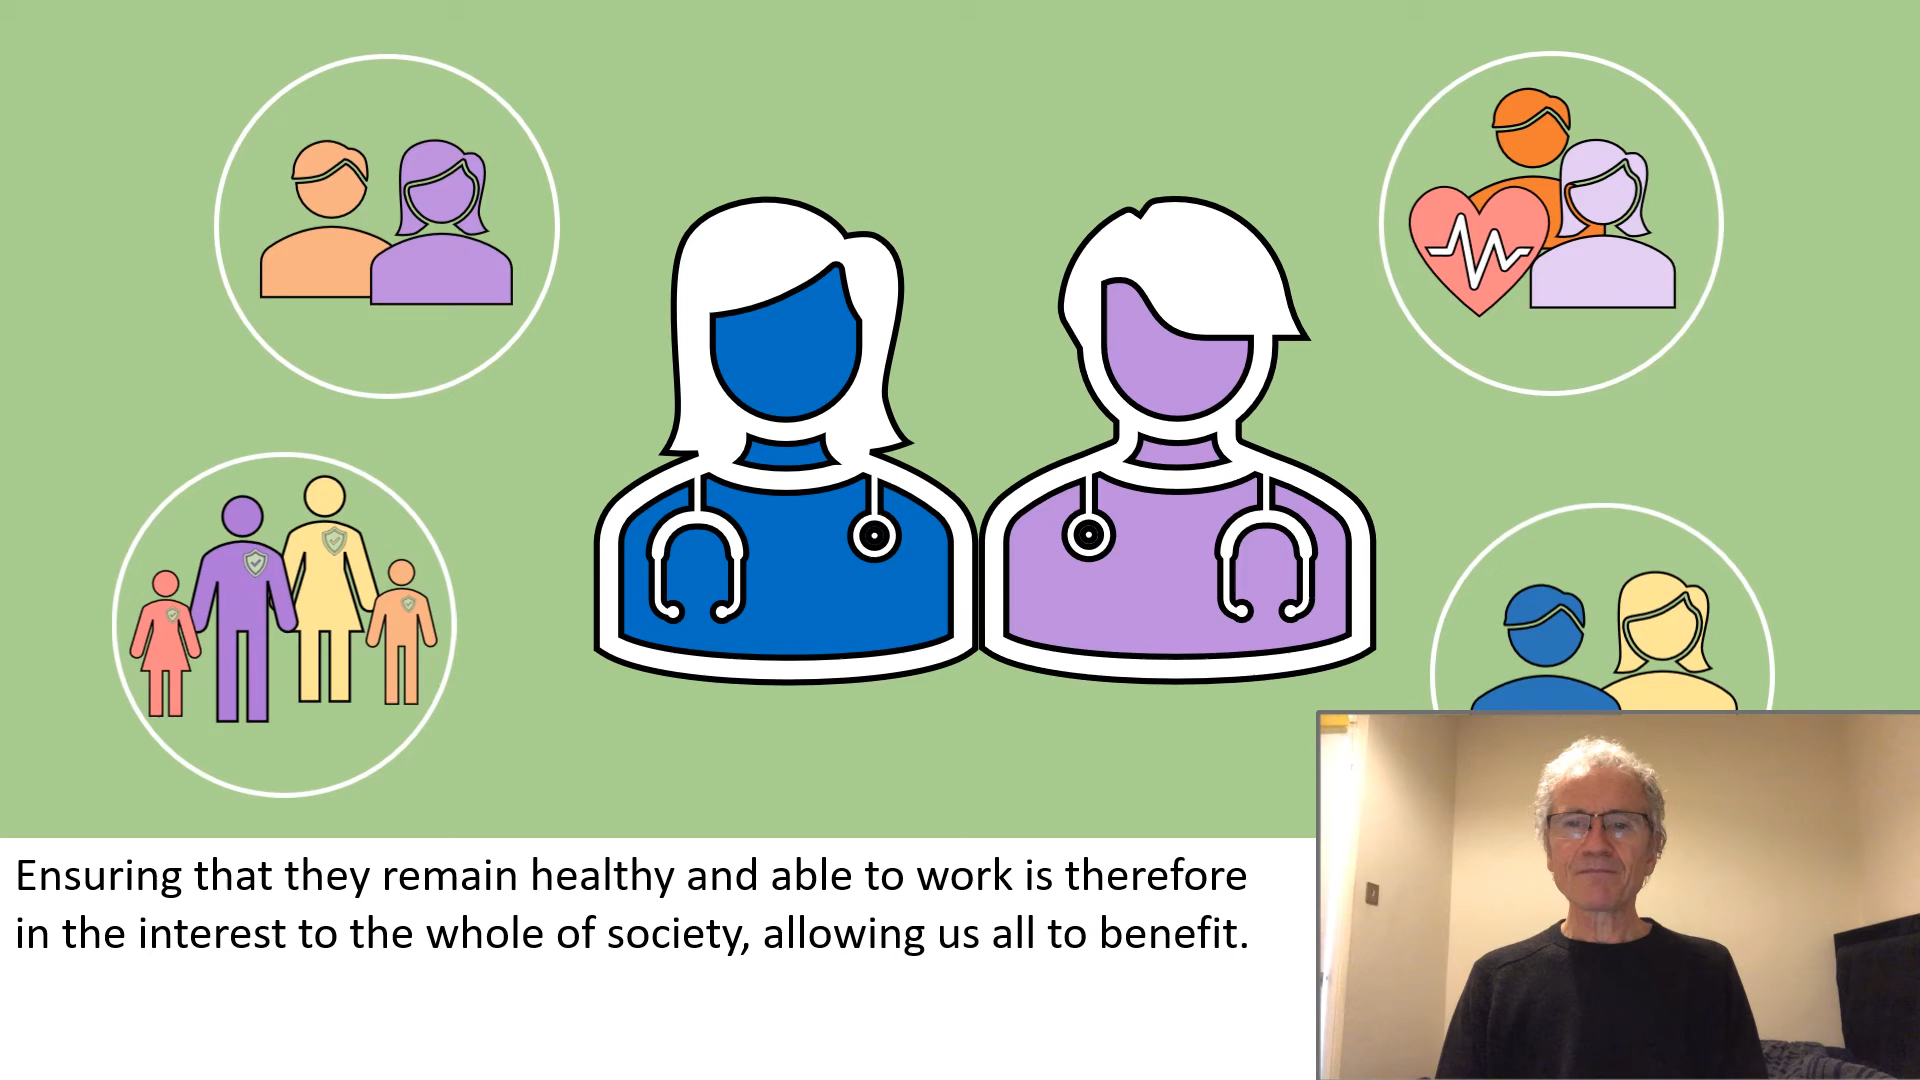 Ensuring that they remain healthy and able to work is therefore
in the interest to the whole of society, allowing us all to benefit.